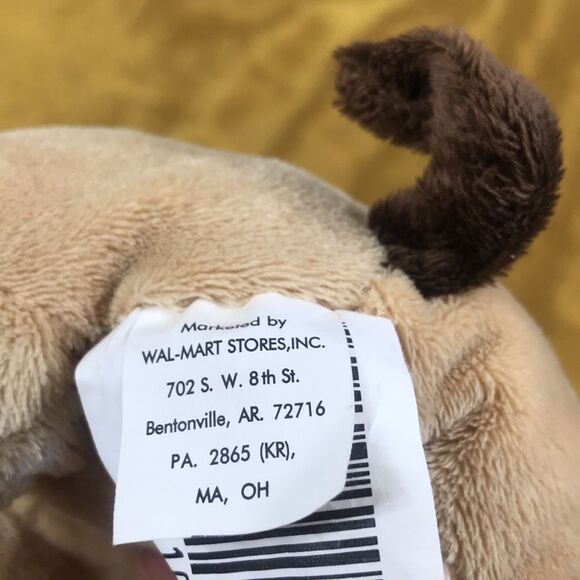 Marketed by
WAL-MART STORES,INC.
702 S. W. 8th St.
Bentonville, AR. 72716
PA. 2865 (KR),
MA, OH